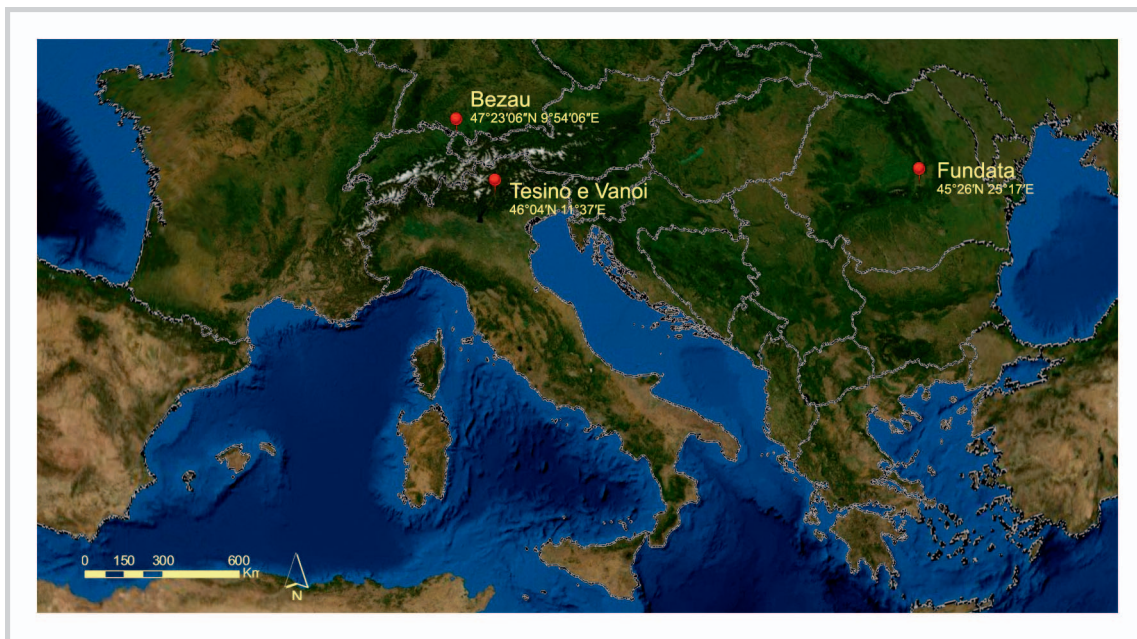 Bezau
47°23'06"N 9°54'06"E
Tesino e Vanoi
46°04'N 11°37'E
Fundata
45°26'N 25°17'E
0 150 300 600
Km
N